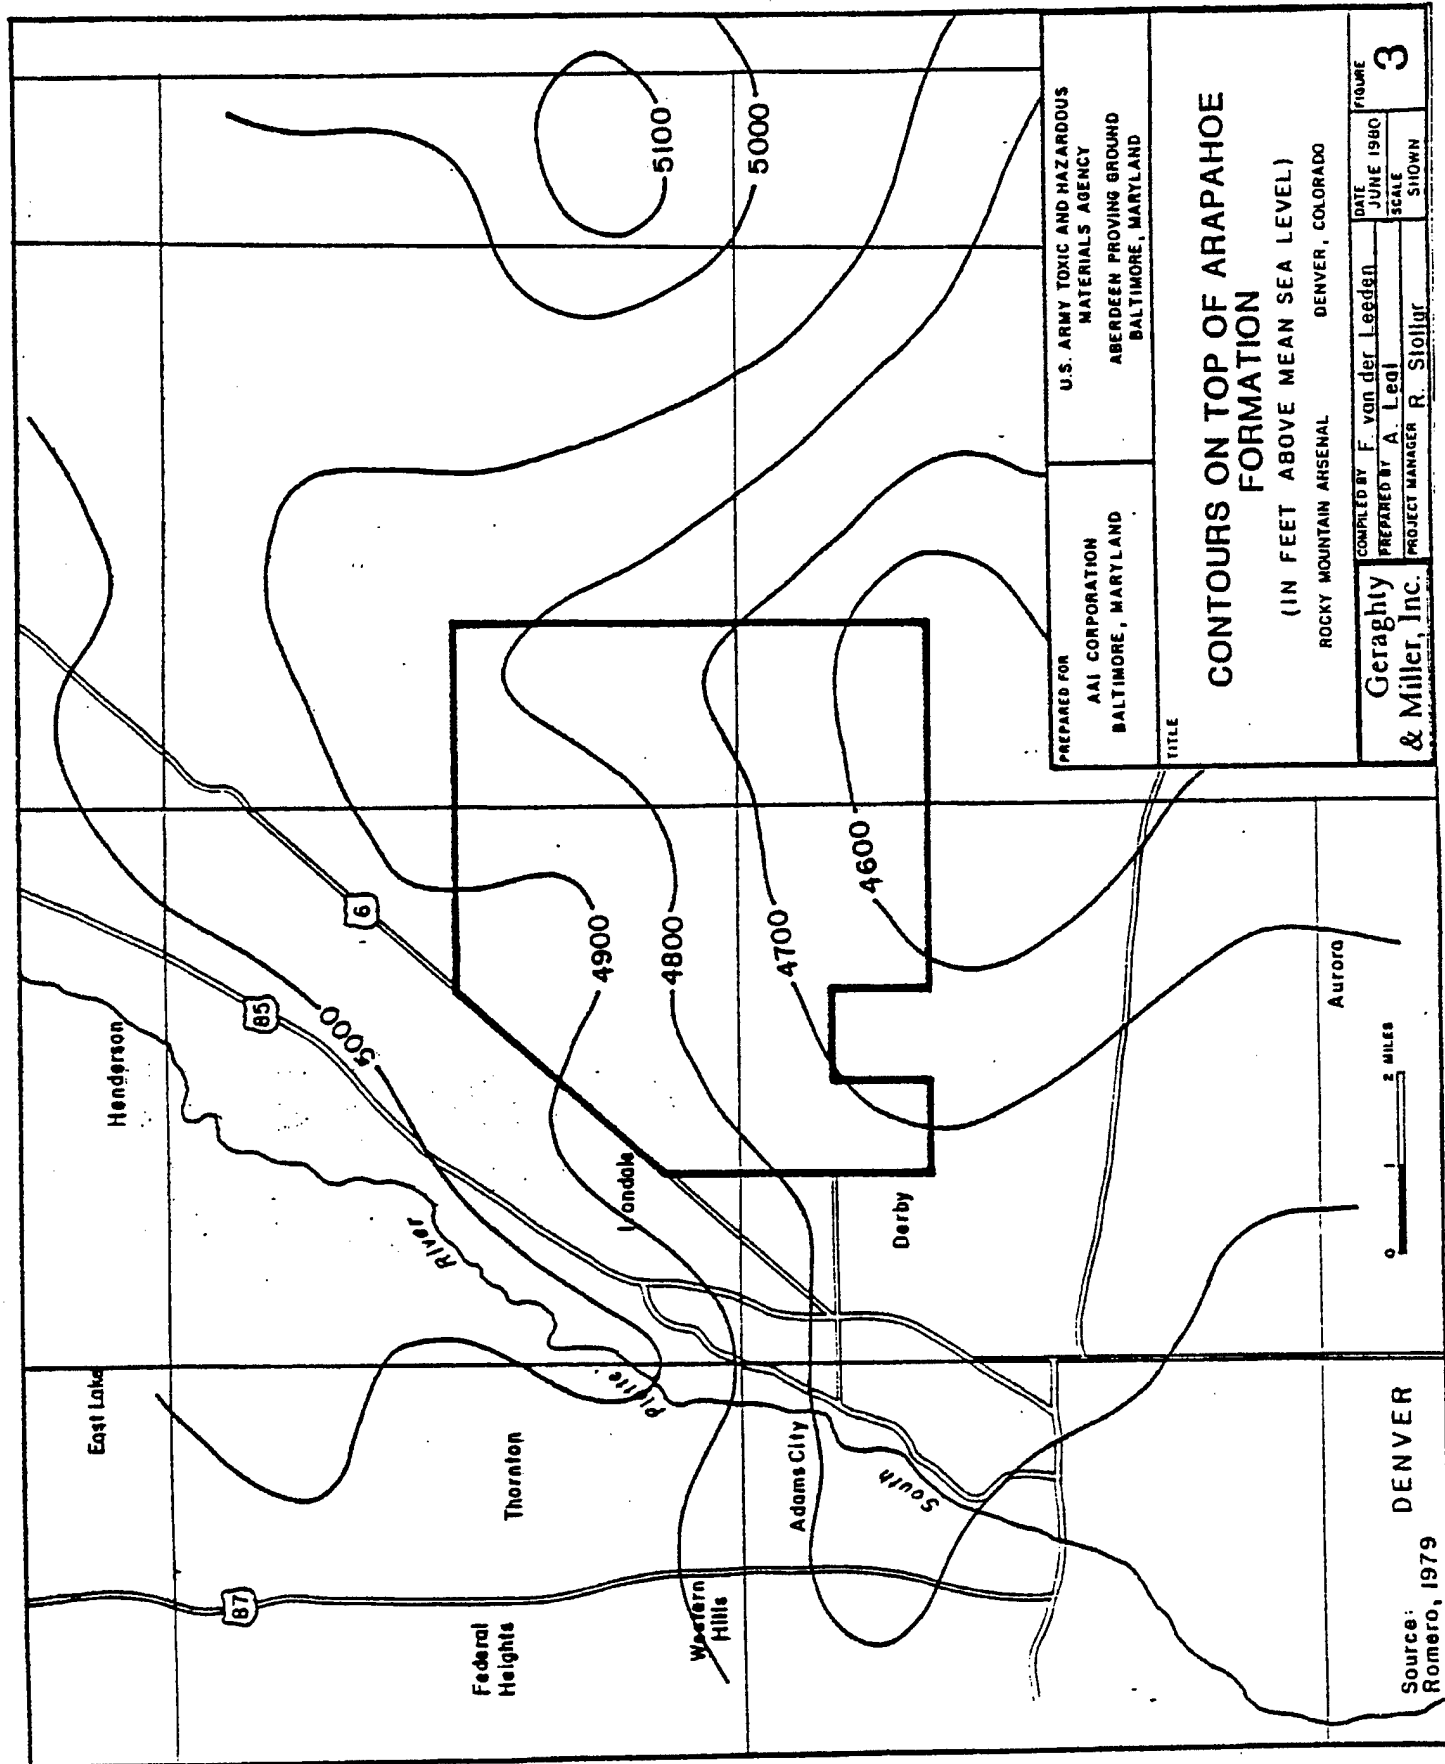 East Lake
Henderson
87
85
6
5000
Thornton
Federal
Heights
River
Platte
South
Western
Hills
Adams City
Derby
4900
4800
4700
4600
5100
5000
Aurora
DENVER
0 1 2 MILES
Source:
Romero, 1979
PREPARED FOR
AAI CORPORATION
BALTIMORE, MARYLAND
U.S. ARMY TOXIC AND HAZARDOUS
MATERIALS AGENCY
ABERDEEN PROVING GROUND
BALTIMORE, MARYLAND
TITLE
CONTOURS ON TOP OF ARAPAHOE
FORMATION
(IN FEET ABOVE MEAN SEA LEVEL)
ROCKY MOUNTAIN ARSENAL DENVER, COLORADO
Geraghty
& Miller, Inc.
COMPILED BY F. van der Leeden
PREPARED BY A. Leal
PROJECT MANAGER R. Stollar
DATE
JUNE 1980
SCALE
SHOWN
FIGURE
3